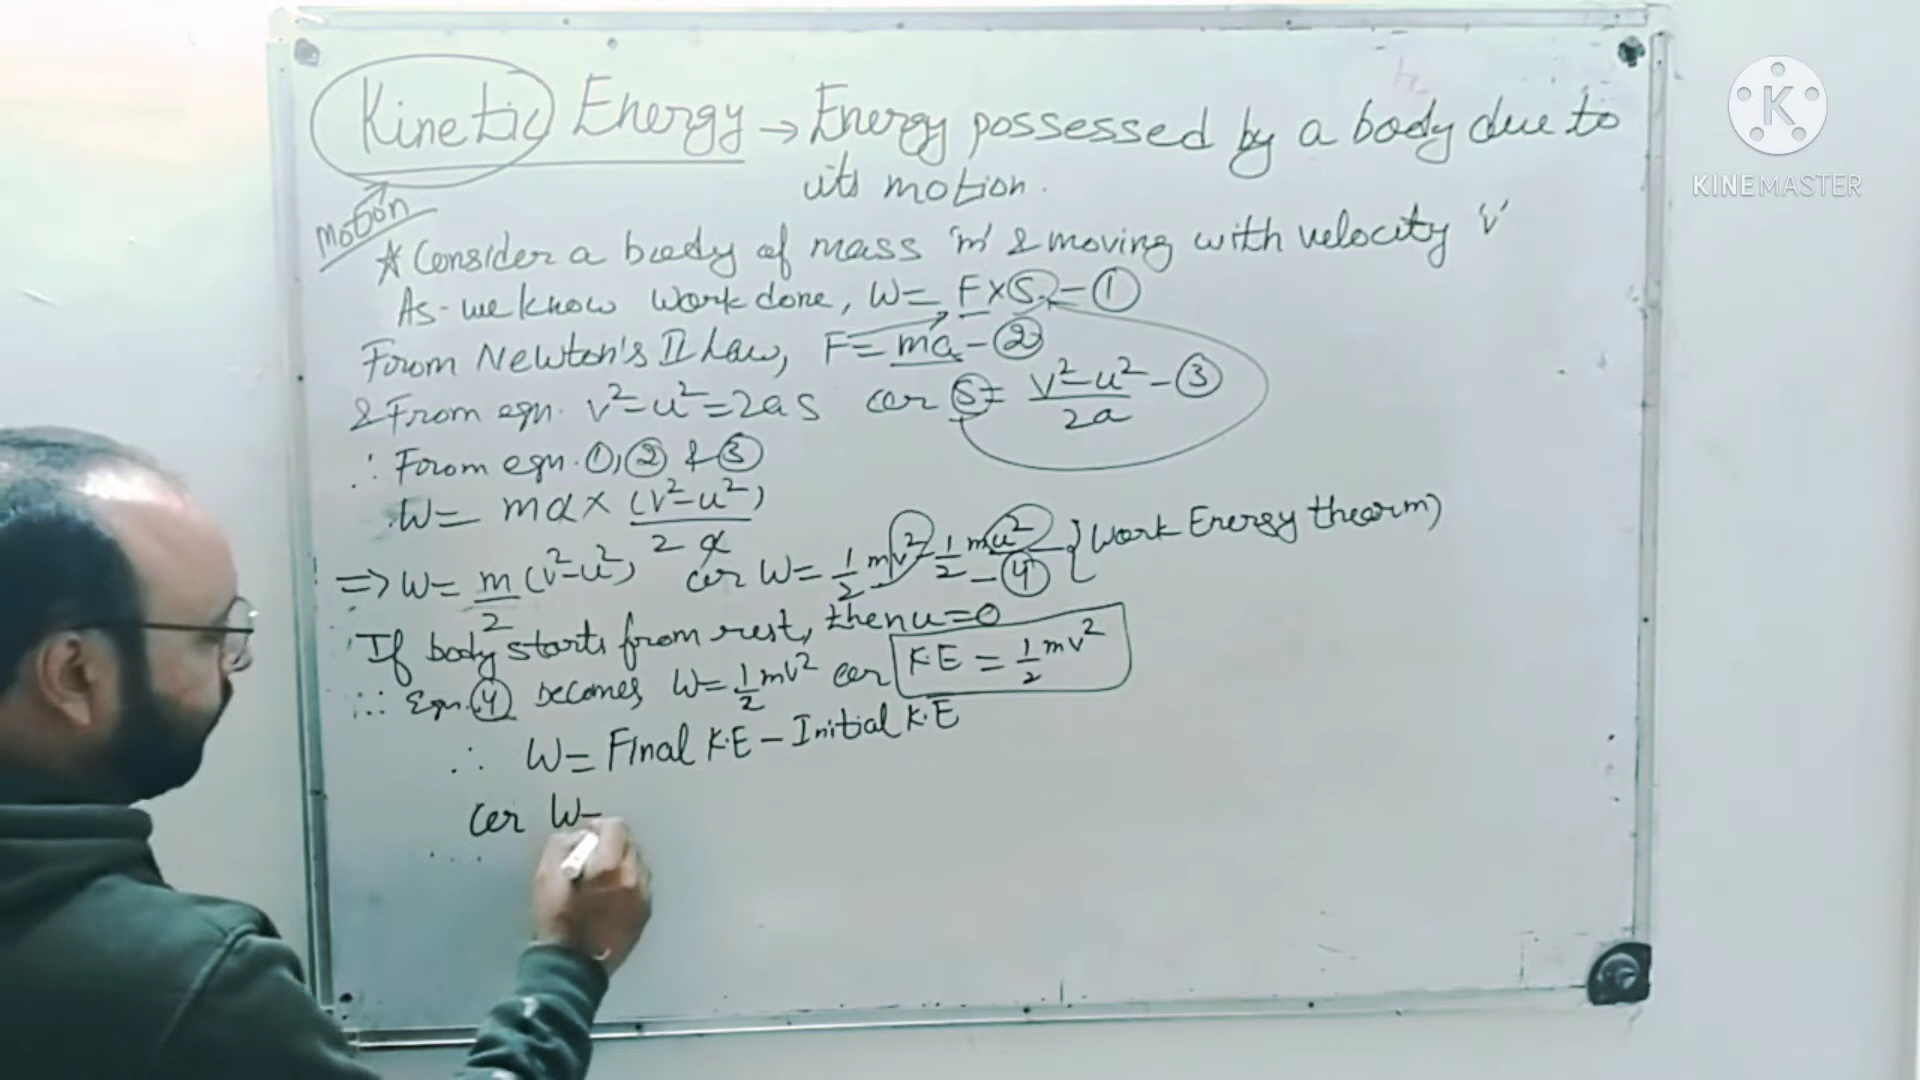 Kinetic Energy → Energy possessed by a body due to
its motion.
Motion
☆ Consider a body of mass 'm' & moving with velocity 'v'
As we know work done, W = F × S - ①
From Newton's II Law, F = ma - ②
& From eqn. v² - u² = 2as or S = v² - u² / 2a - ③
∴ From eqn. ①, ② & ③
W = ma × (v² - u²) / 2a
=> W = m/2 (v² - u²) or W = 1/2 mv² - 1/2 mu² - ④ } (Work Energy thearm)
If body starts from rest, then u = 0
∴ Eqn. ④ becomes W = 1/2 mv² or K.E = 1/2 mv²
∴ W = Final K.E - Initial K.E
or W =
K
KINEMASTER